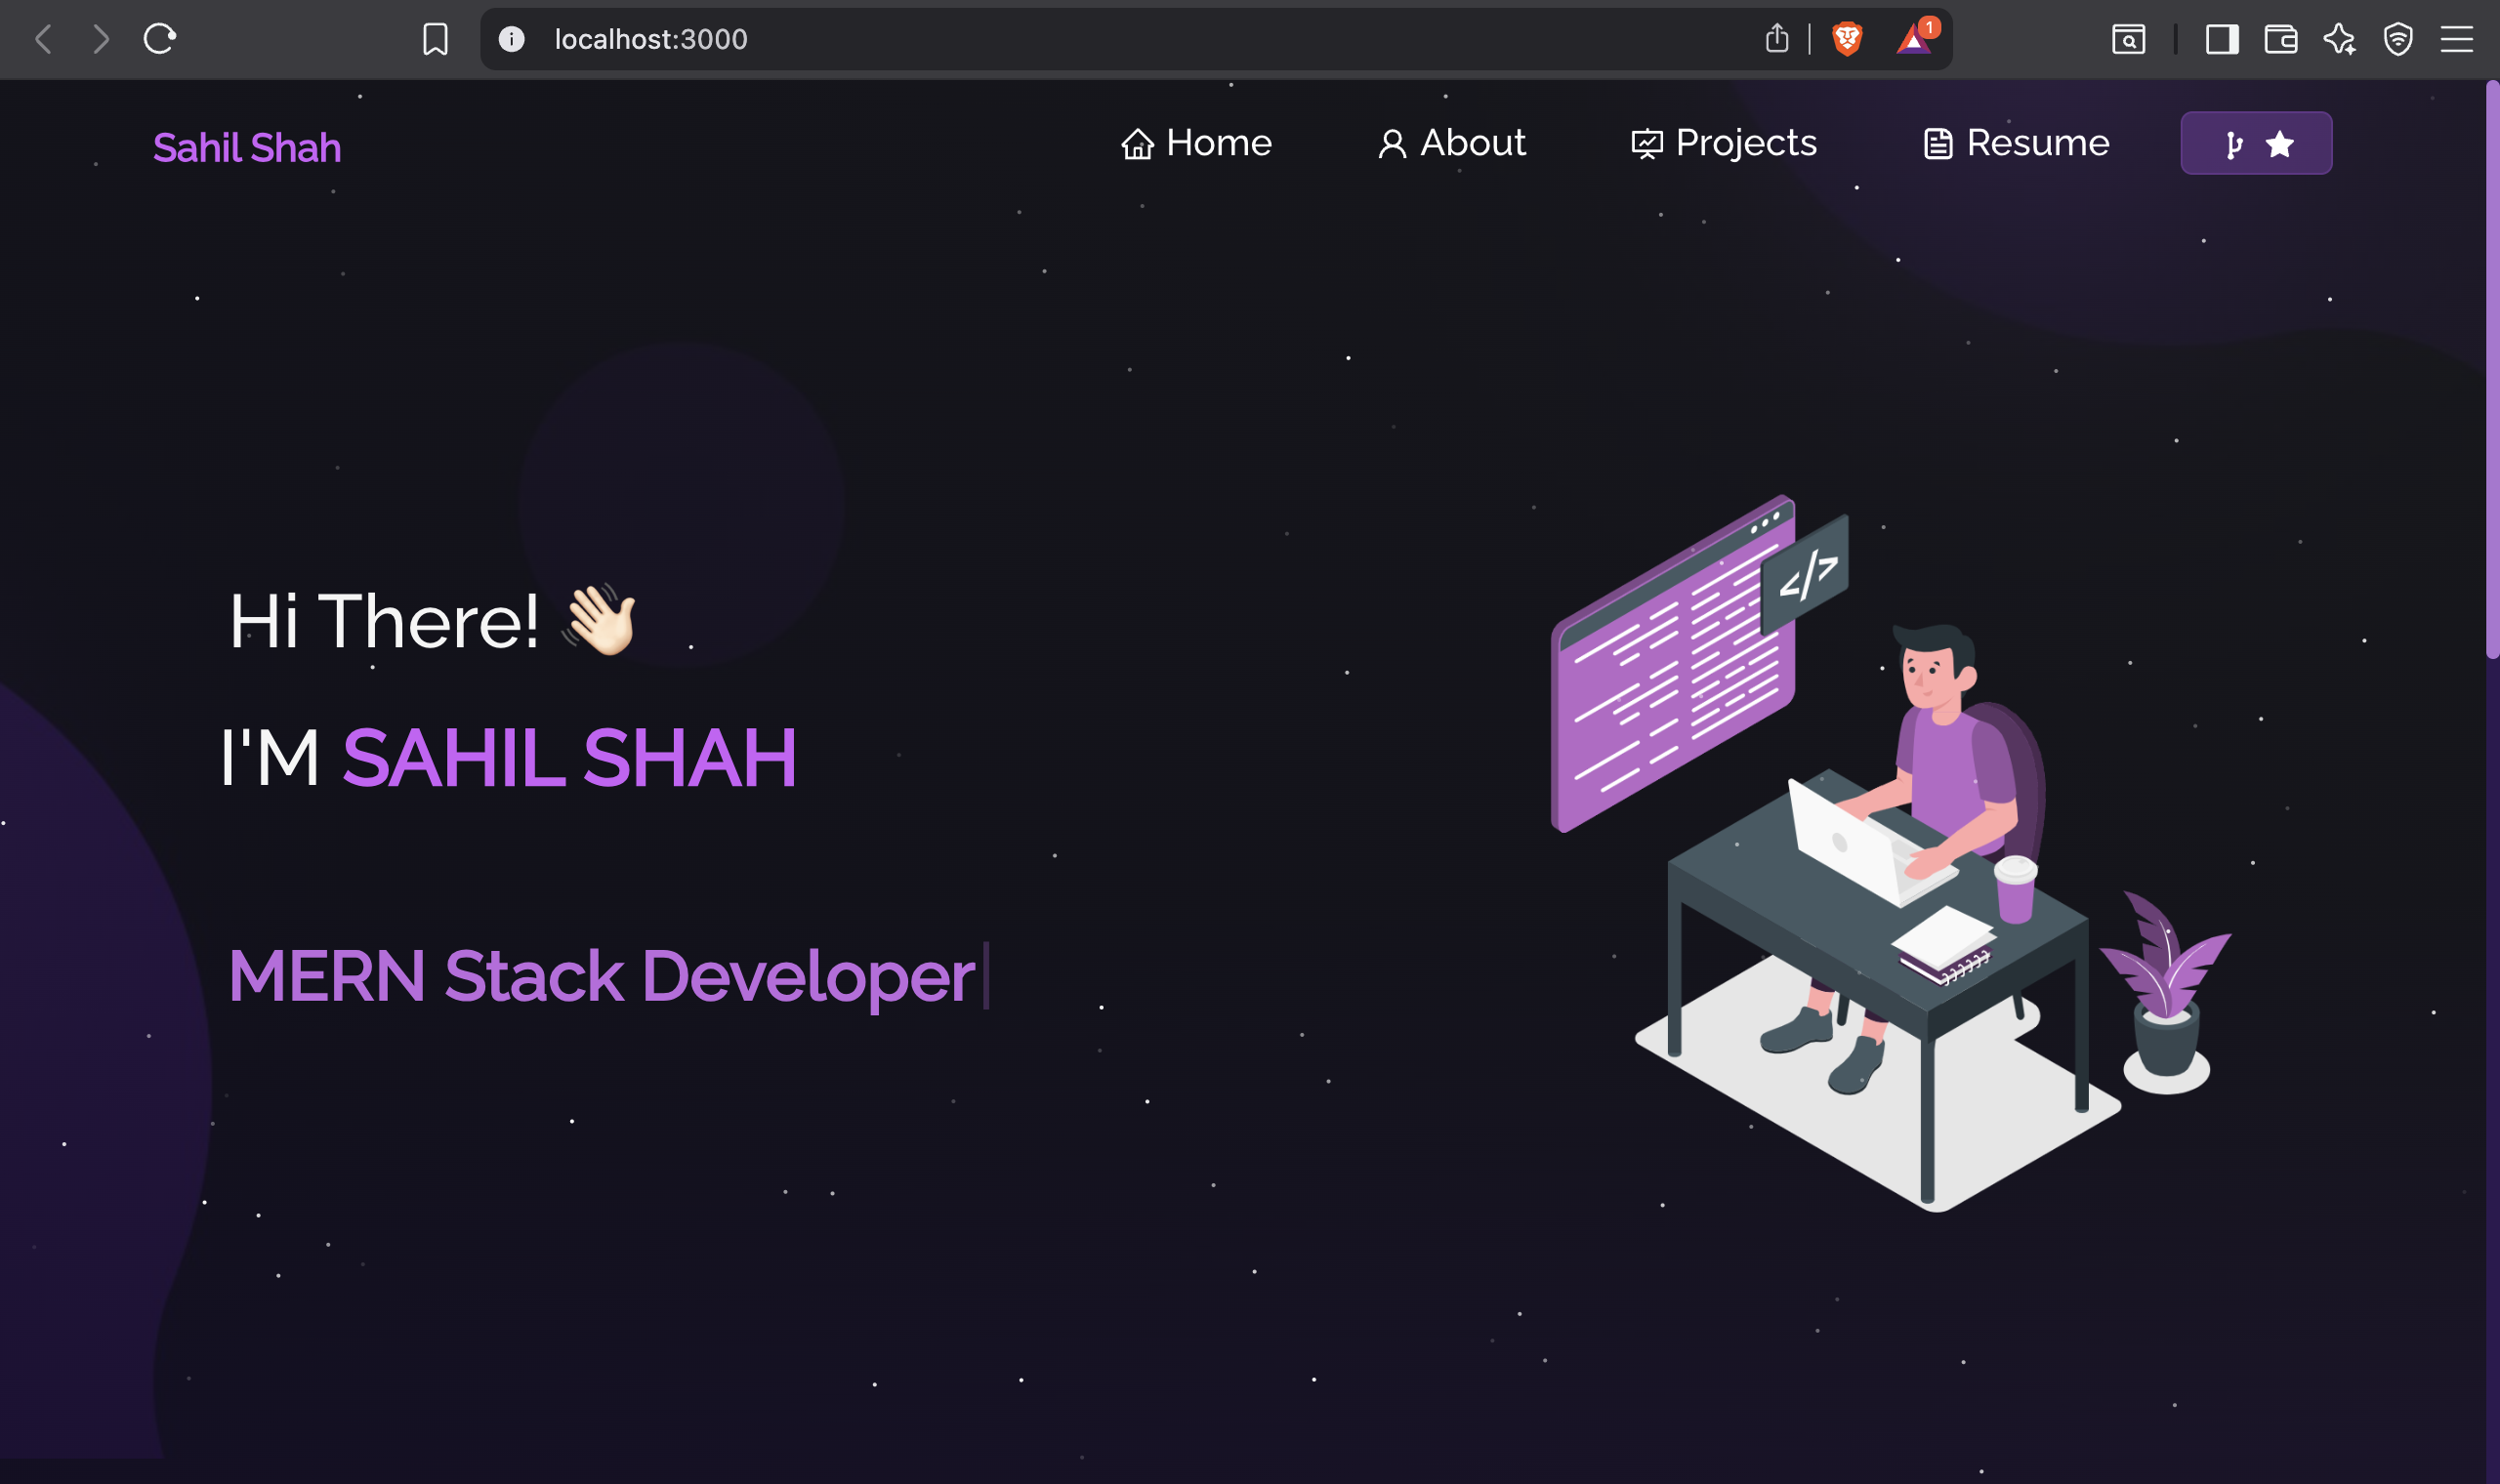 localhost:3000
1
Sahil Shah
Home
About
Projects
Resume
Hi There! 👋🏻
I'M SAHIL SHAH
MERN Stack Developer
</>